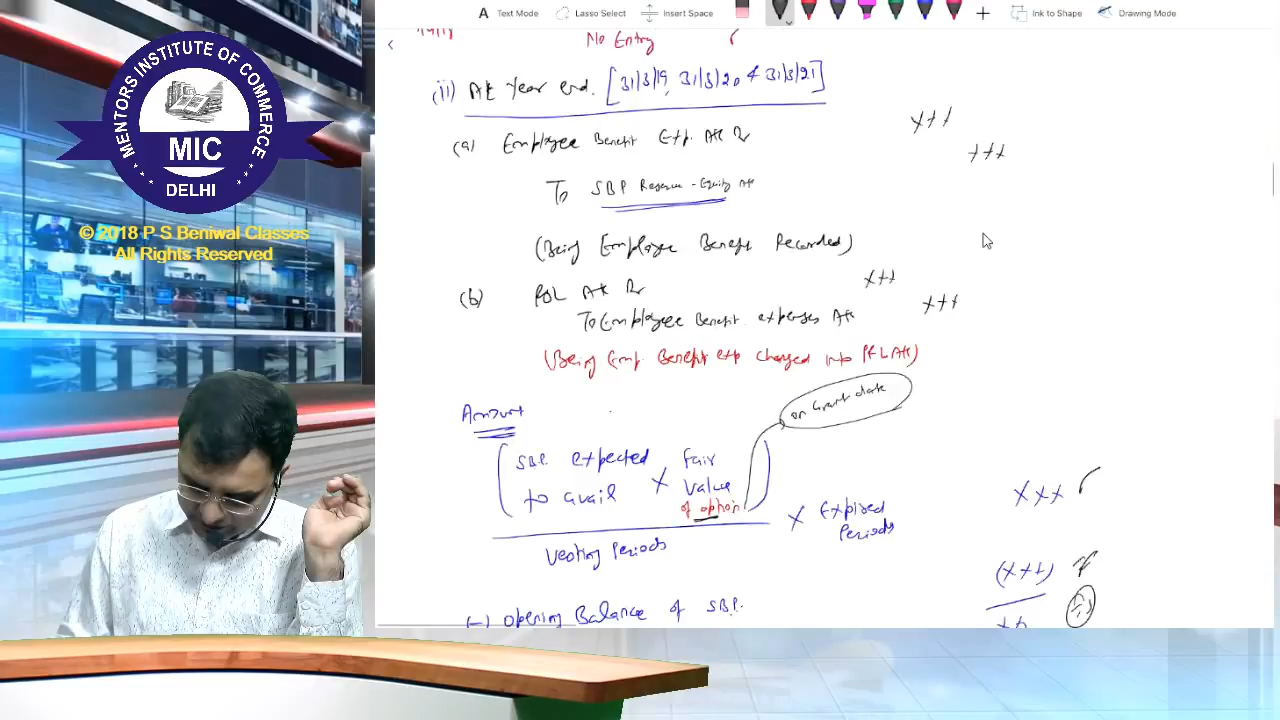 Text Mode Lasso Select Insert Space Ink to Shape Drawing Mode
No Entry
(ii) At Year end. [31/3/19, 31/3/20 & 31/3/21]
(a) Employee Benefit Exp. A/c Dr +++
+++
To SBP Reserve - Equity A/c
(Being Employee Benefit Recorded)
(b) P&L A/c Dr +++
To Employee Benefit expenses A/c +++
(Being Emp Benefit exp charged into P&L A/c)
on Grant date
Amount
SBP expected to avail X Fair Value of option
Vesting Periods
X Expired Periods XXX
(XXX)
(-) Opening Balance of SBP.
MENTORS INSTITUTE OF COMMERCE
MIC
DELHI
© 2018 P S Beniwal Classes
All Rights Reserved